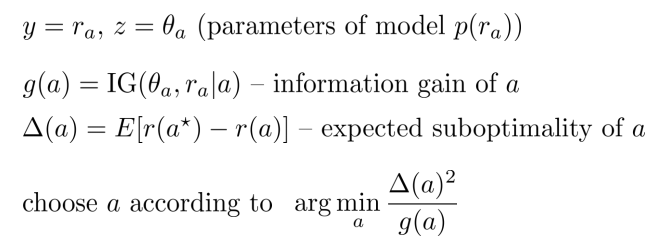 y = r_a, z = θ_a (parameters of model p(r_a))
g(a) = IG(θ_a, r_a|a) – information gain of a
Δ(a) = E[r(a⋆) − r(a)] – expected suboptimality of a
choose a according to arg min_a Δ(a)² / g(a)